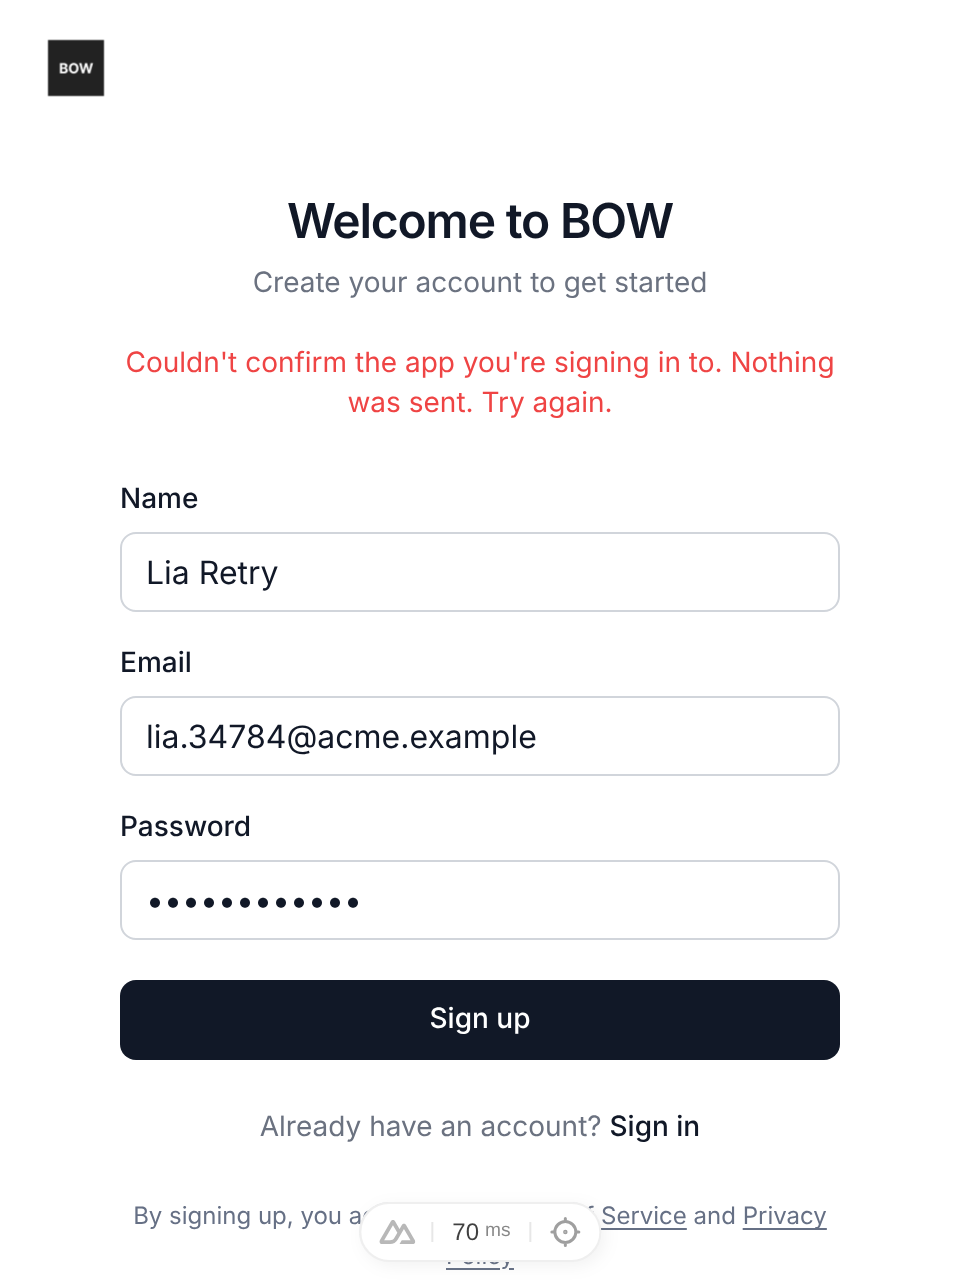 BOW
Welcome to BOW
Create your account to get started
Couldn't confirm the app you're signing in to. Nothing
was sent. Try again.
Name
Lia Retry
Email
lia.34784@acme.example
Password
Sign up
Already have an account? Sign in
By signing up, you Service and Privacy
Policy
70 ms